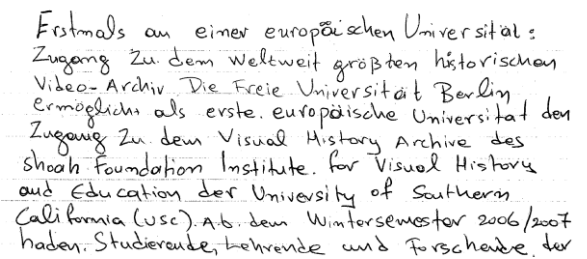 Erstmals an einer europäischen Universität:
Zugang zu dem weltweit größten historischen
Video-Archiv Die Freie Universität Berlin
ermöglicht als erste europäische Universitat den
Zugang zu dem Visual History Archive des
shoah Foundation Institute for Visual History
and Education der University of Southern
California (USC). Ab dem Wintersemester 2006/2007
haben Studierende, Lehrende und Forschende der